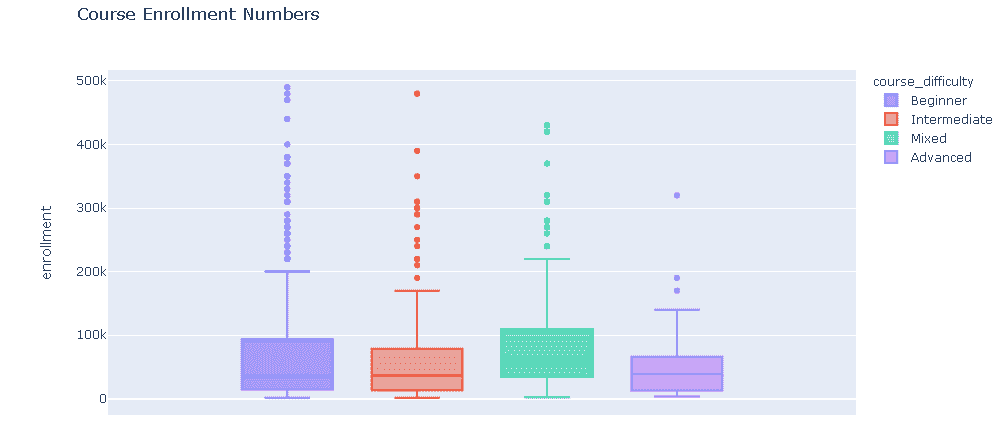 Course Enrollment Numbers
500k
400k
300k
200k
100k
0
enrollment
course_difficulty
Beginner
Intermediate
Mixed
Advanced